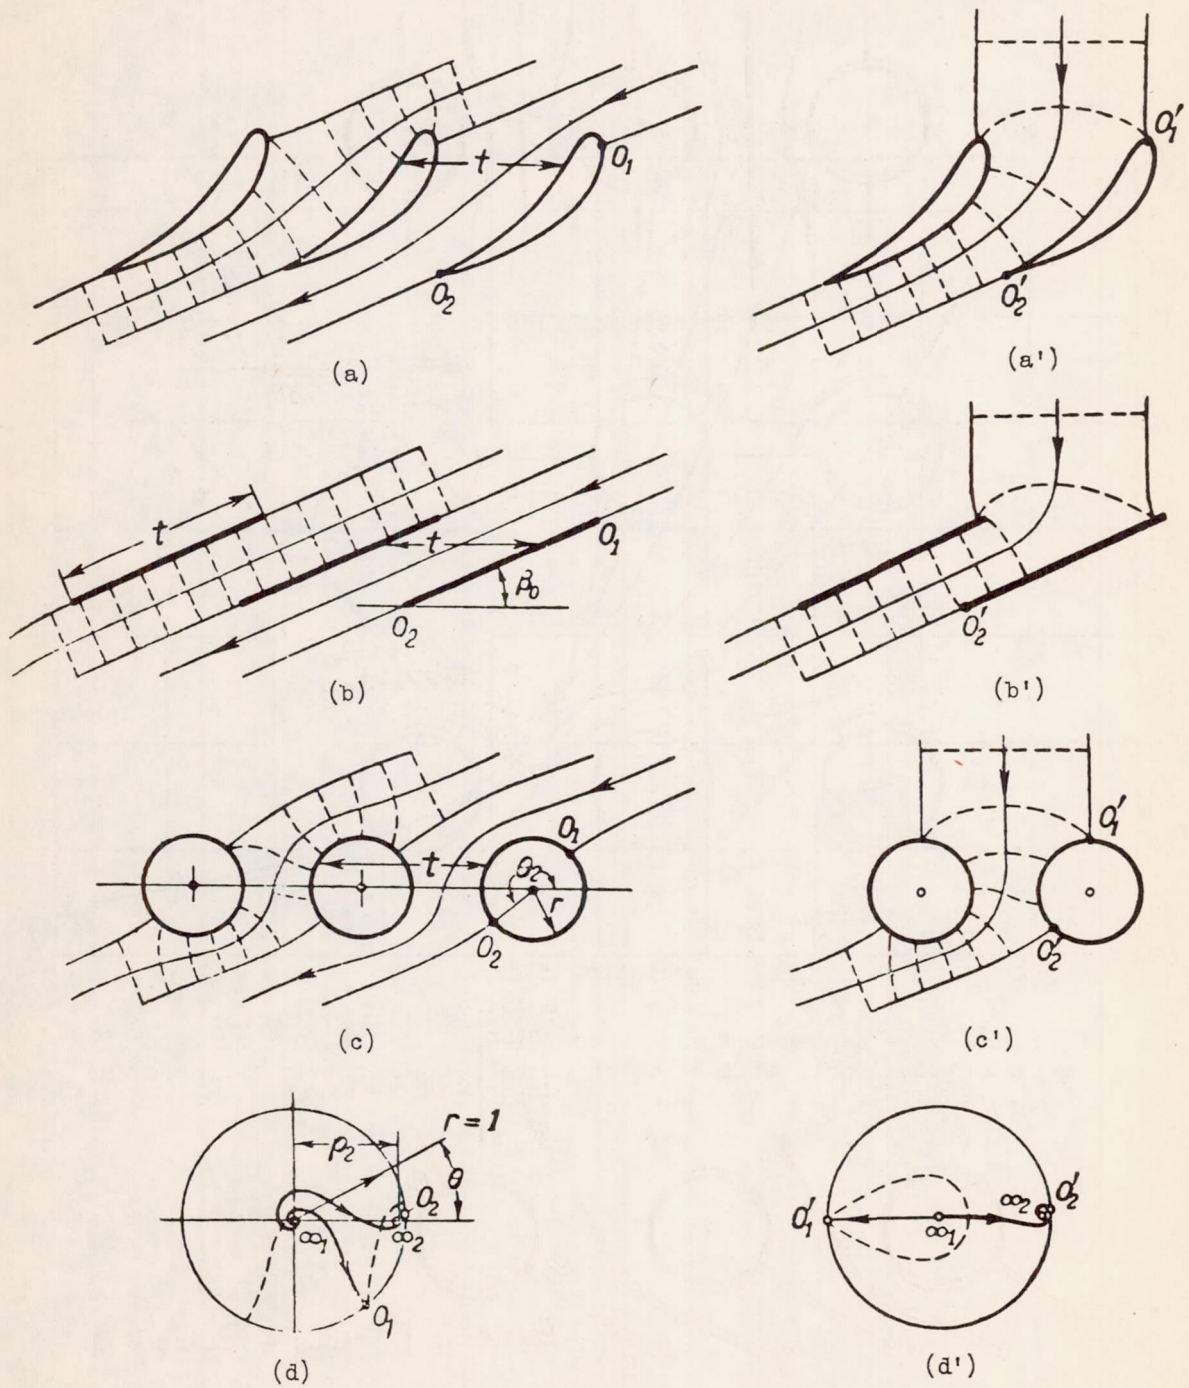 t
O₁
O₂
(a)
O₁'
O₂'
(a')
t
t
O₁
β₀
O₂
(b)
O₂'
(b')
t
O₁
θ₂
r
O₂
(c)
O₁'
O₂'
(c')
r = 1
ρ₂
θ
O₂
∞₁
∞₂
O₁
(d)
O₁'
∞₂
O₂'
∞₁
(d')